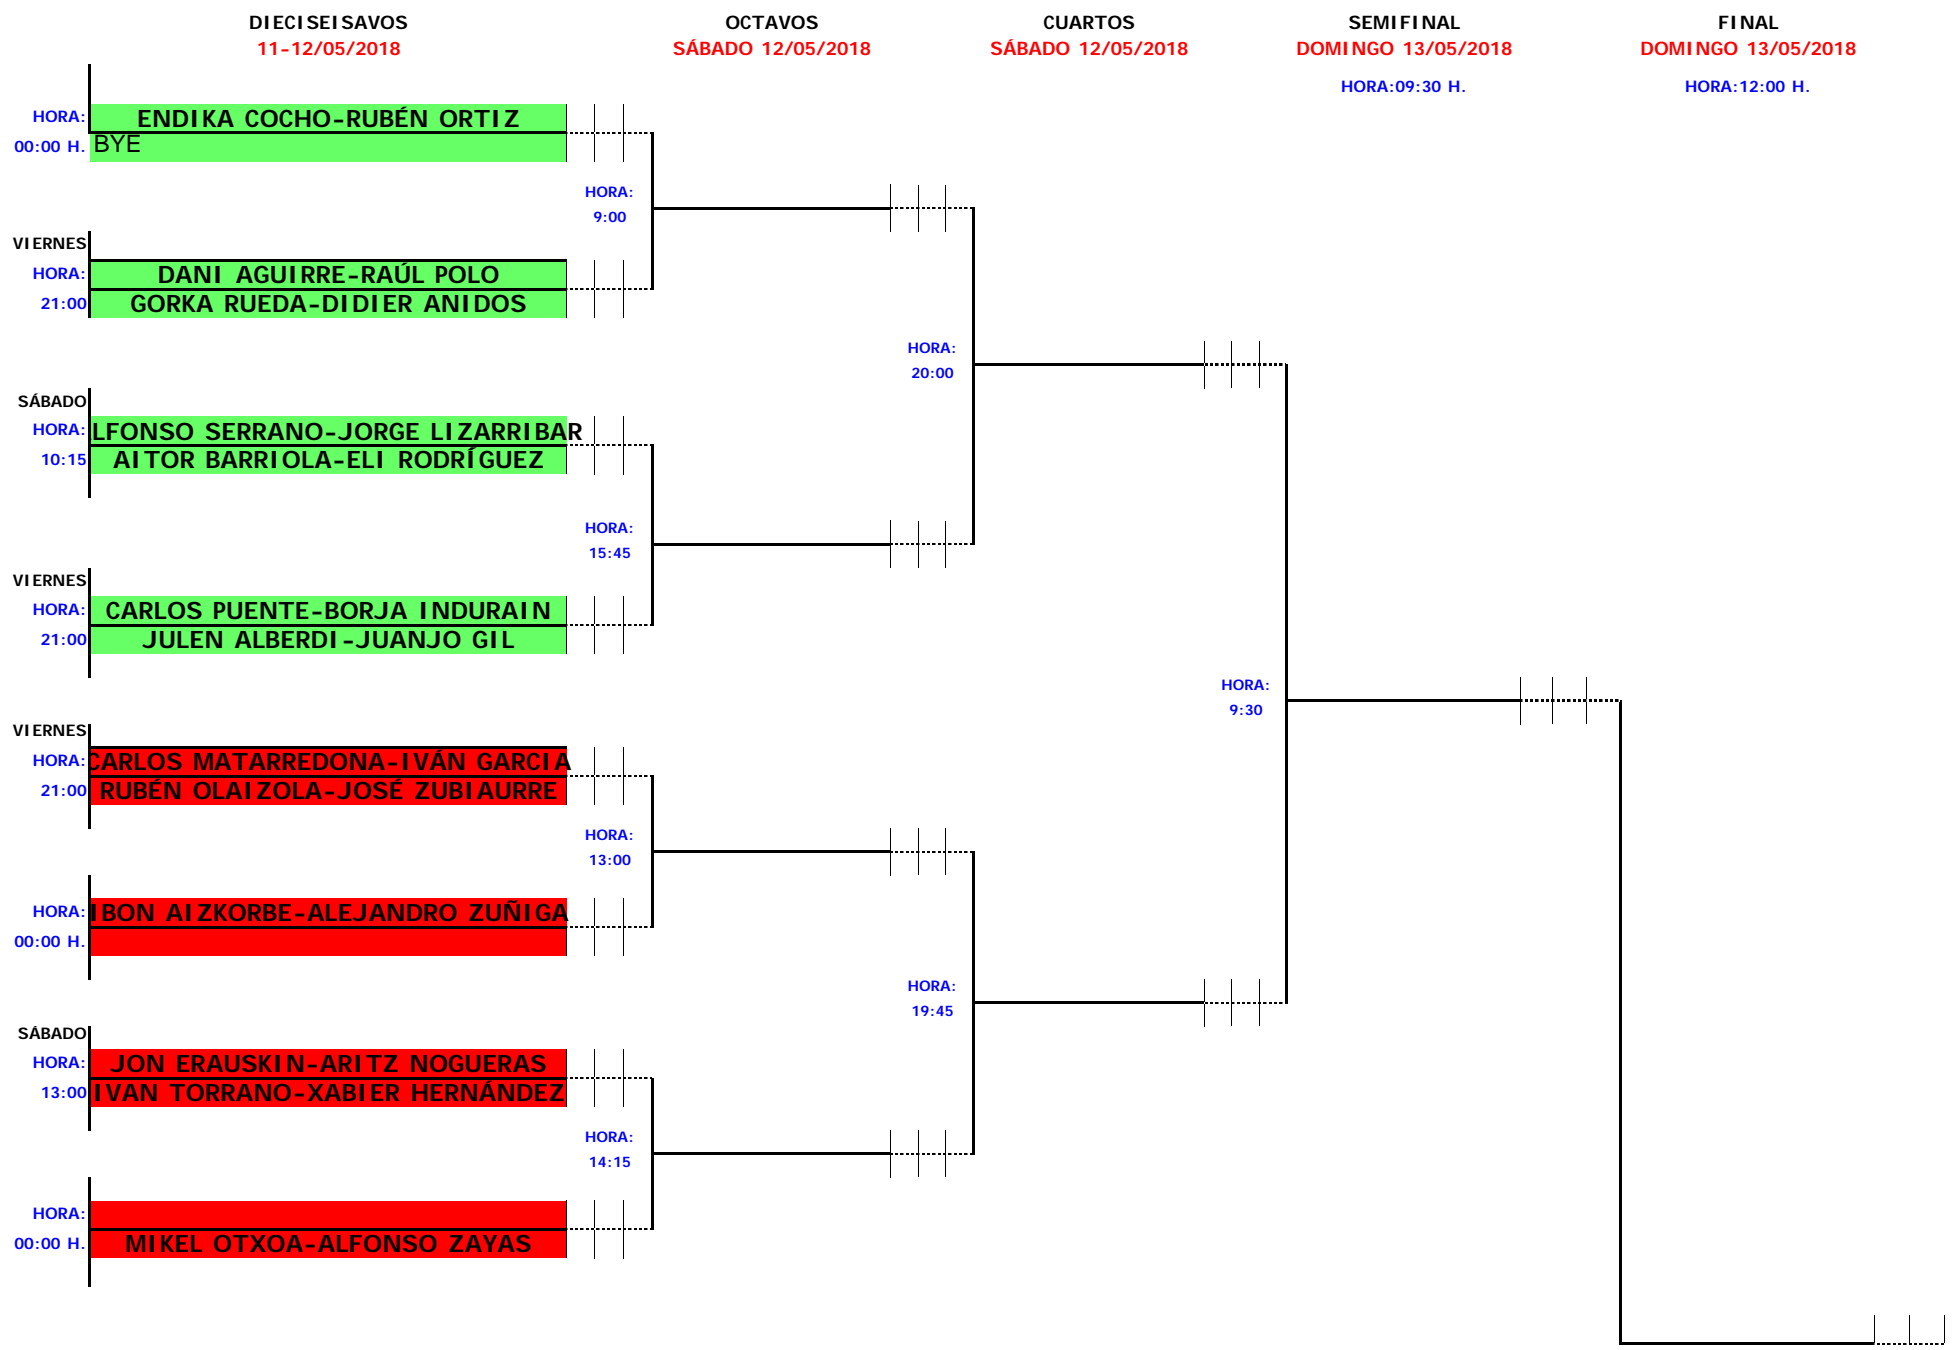 DIECISEISAVOS
11-12/05/2018
OCTAVOS
SÁBADO 12/05/2018
CUARTOS
SÁBADO 12/05/2018
SEMIFINAL
DOMINGO 13/05/2018
HORA:09:30 H.
FINAL
DOMINGO 13/05/2018
HORA:12:00 H.
HORA:
00:00 H.
ENDIKA COCHO-RUBÉN ORTIZ
BYE
HORA:
9:00
VIERNES
HORA:
21:00
DANI AGUIRRE-RAÚL POLO
GORKA RUEDA-DIDIER ANIDOS
HORA:
20:00
SÁBADO
HORA:
10:15
LFONSO SERRANO-JORGE LIZARRIBAR
AITOR BARRIOLA-ELI RODRÍGUEZ
HORA:
15:45
VIERNES
HORA:
21:00
CARLOS PUENTE-BORJA INDURAIN
JULEN ALBERDI-JUANJO GIL
HORA:
9:30
VIERNES
HORA:
21:00
CARLOS MATARREDONA-IVÁN GARCIA
RUBÉN OLAIZOLA-JOSÉ ZUBIAURRE
HORA:
13:00
HORA:
00:00 H.
IBON AIZKORBE-ALEJANDRO ZUÑIGA
HORA:
19:45
SÁBADO
HORA:
13:00
JON ERAUSKIN-ARITZ NOGUERAS
IVAN TORRANO-XABIER HERNÁNDEZ
HORA:
14:15
HORA:
00:00 H.
MIKEL OTXOA-ALFONSO ZAYAS